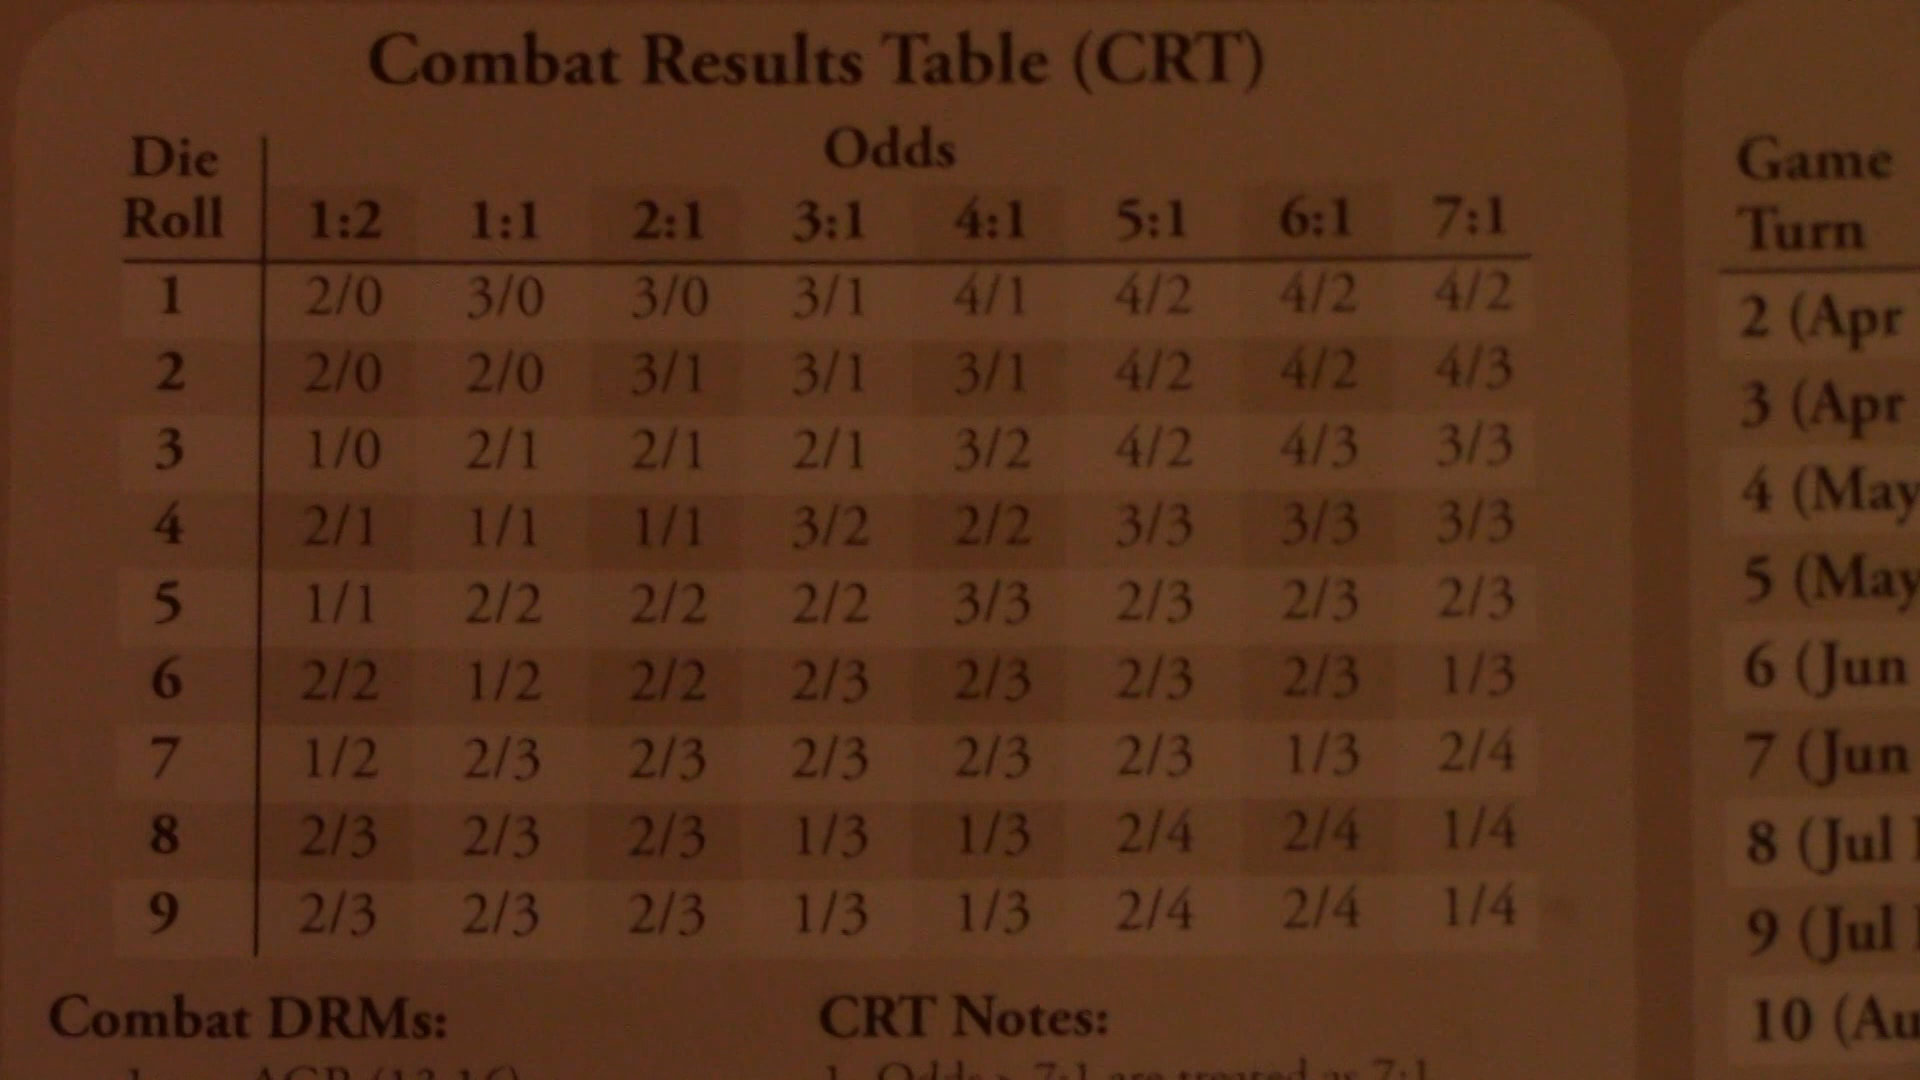 Combat Results Table (CRT)
Odds
Die
Roll 1:2 1:1 2:1 3:1 4:1 5:1 6:1 7:1
1 2/0 3/0 3/0 3/1 4/1 4/2 4/2 4/2
2 2/0 2/0 3/1 3/1 3/1 4/2 4/2 4/3
3 1/0 2/1 2/1 2/1 3/2 4/2 4/3 3/3
4 2/1 1/1 1/1 3/2 2/2 3/3 3/3 3/3
5 1/1 2/2 2/2 2/2 3/3 2/3 2/3 2/3
6 2/2 1/2 2/2 2/3 2/3 2/3 2/3 1/3
7 1/2 2/3 2/3 2/3 2/3 2/3 1/3 2/4
8 2/3 2/3 2/3 1/3 1/3 2/4 2/4 1/4
9 2/3 2/3 2/3 1/3 1/3 2/4 2/4 1/4
Combat DRMs:
CRT Notes:
1. Odds > 7:1 are treated as 7:1
Game
Turn
2 (Apr
3 (Apr
4 (May
5 (May
6 (Jun
7 (Jun
8 (Jul
9 (Jul
10 (Au